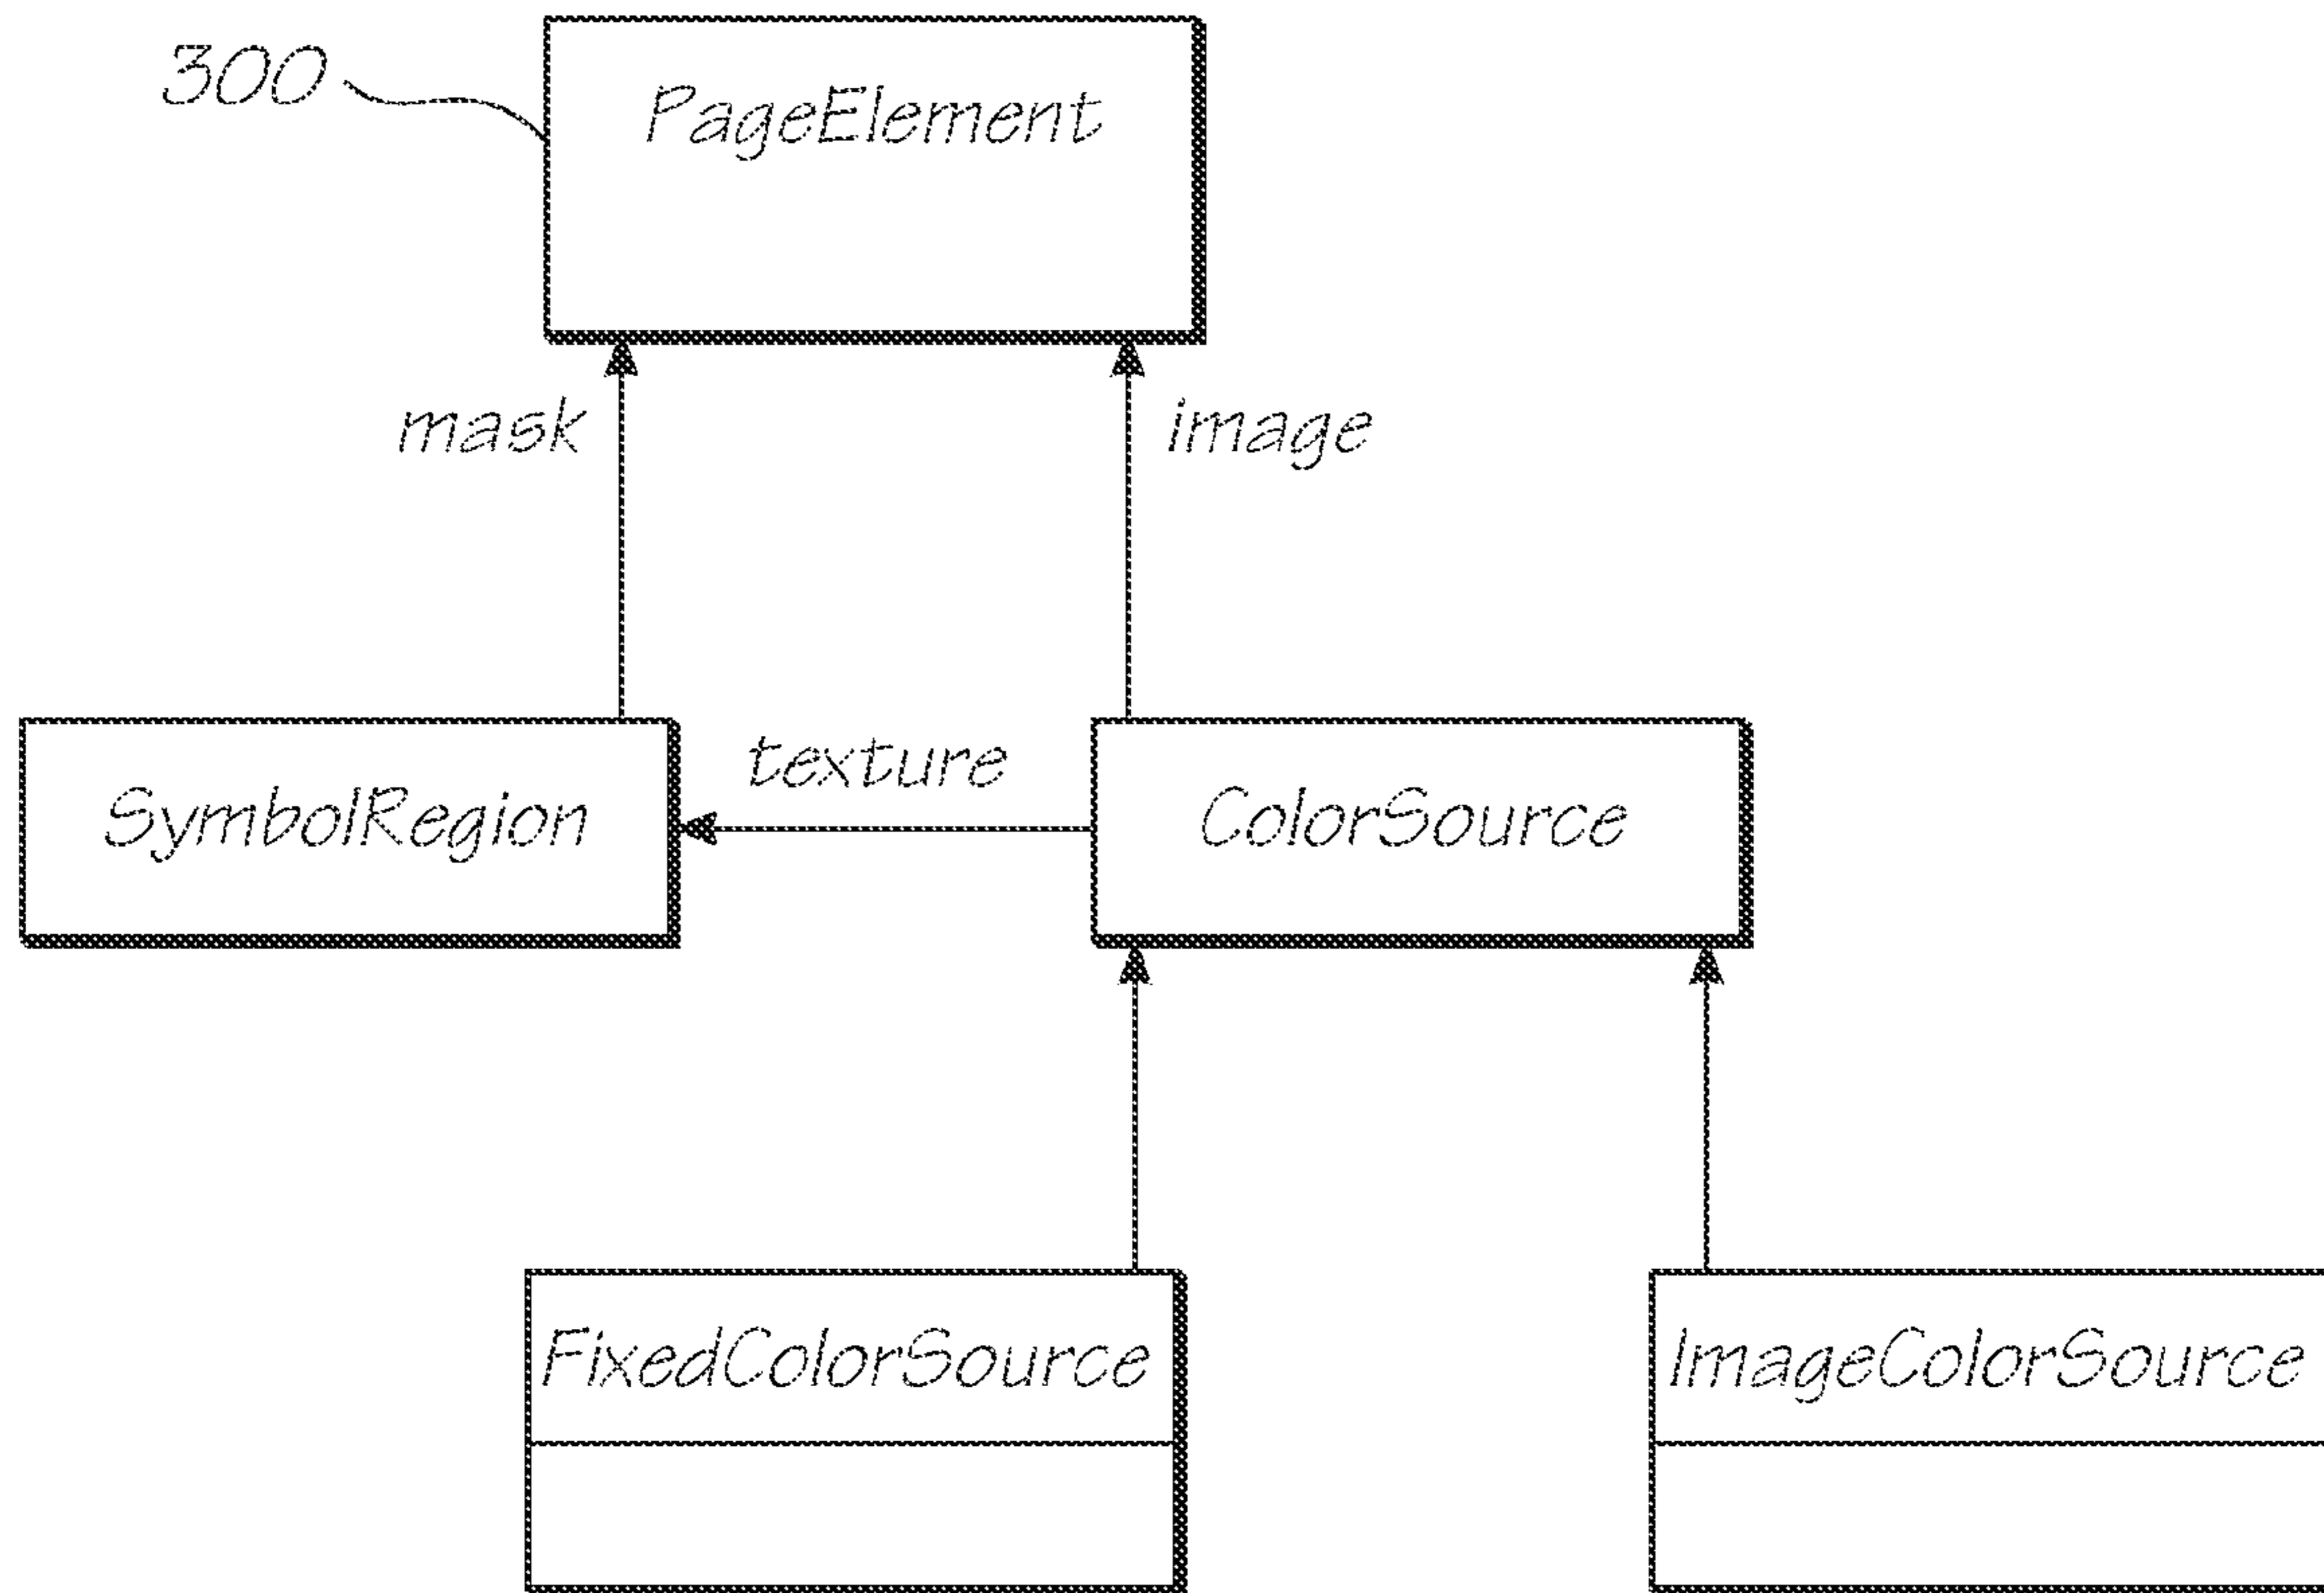 300
PageElement
mask
image
texture
SymbolRegion
ColorSource
FixedColorSource
ImageColorSource